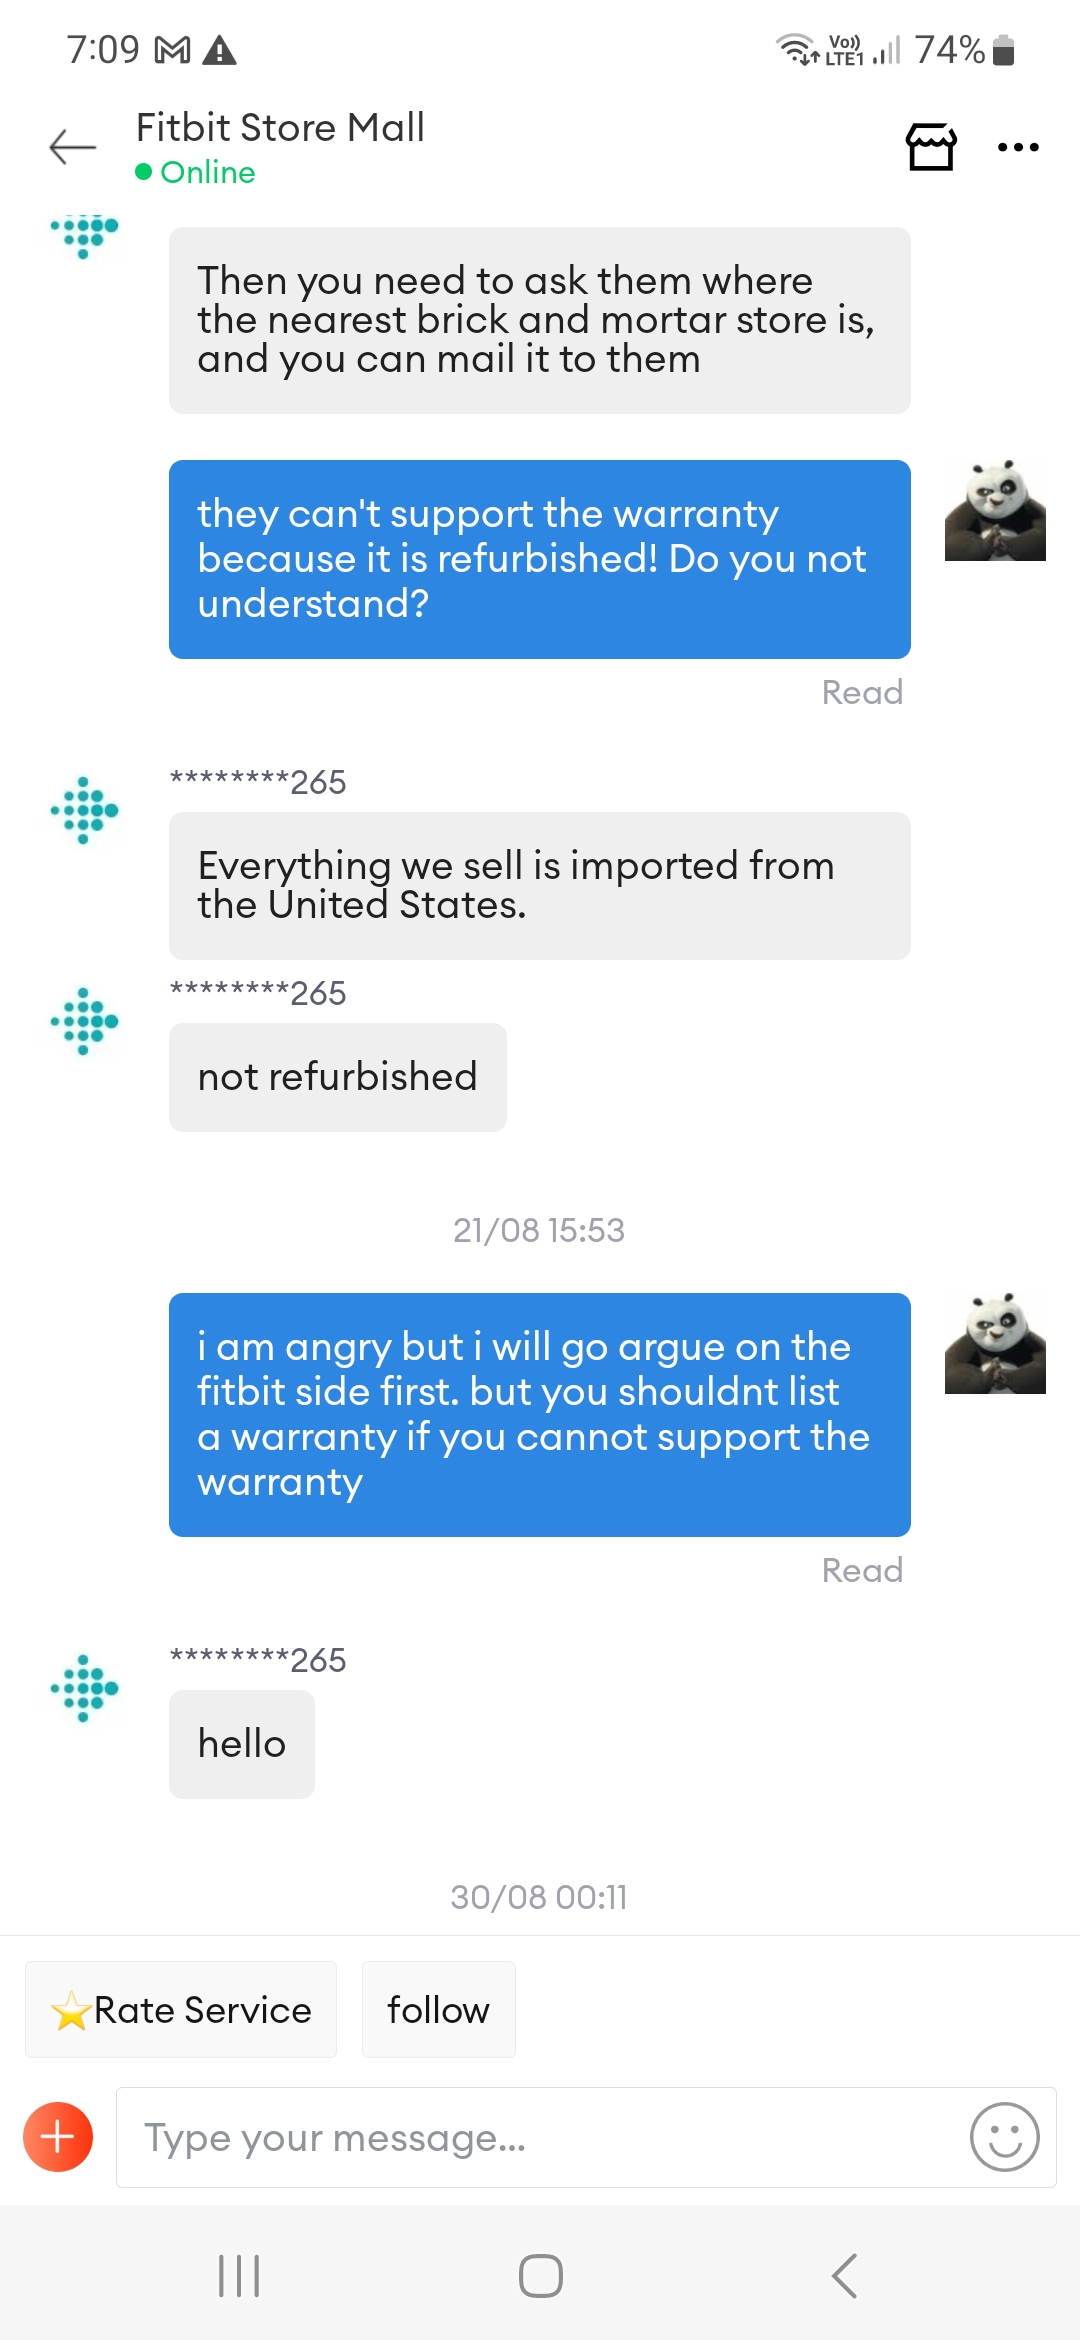 7:09
Vo))
LTE1
74%
Fitbit Store Mall
Online
Then you need to ask them where
the nearest brick and mortar store is,
and you can mail it to them
they can't support the warranty
because it is refurbished! Do you not
understand?
Read
********265
Everything we sell is imported from
the United States.
********265
not refurbished
21/08 15:53
i am angry but i will go argue on the
fitbit side first. but you shouldnt list
a warranty if you cannot support the
warranty
Read
********265
hello
30/08 00:11
⭐Rate Service
follow
Type your message...